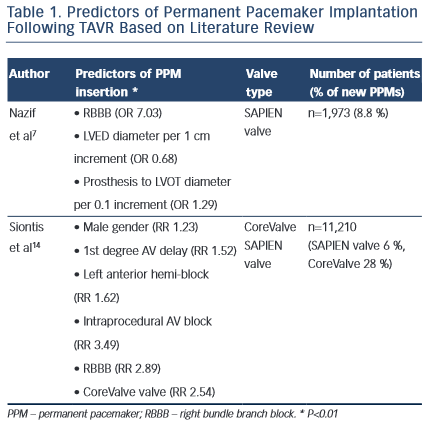 Table 1. Predictors of Permanent Pacemaker Implantation
Following TAVR Based on Literature Review
Author
Predictors of PPM
insertion *
Valve
type
Number of patients
(% of new PPMs)
Nazif
et al7
• RBBB (OR 7.03)
• LVED diameter per 1 cm
increment (OR 0.68)
• Prosthesis to LVOT diameter
per 0.1 increment (OR 1.29)
SAPIEN
valve
n=1,973 (8.8 %)
Siontis
et al14
• Male gender (RR 1.23)
• 1st degree AV delay (RR 1.52)
• Left anterior hemi-block
(RR 1.62)
• Intraprocedural AV block
(RR 3.49)
• RBBB (RR 2.89)
• CoreValve valve (RR 2.54)
CoreValve
SAPIEN
valve
n=11,210
(SAPIEN valve 6 %,
CoreValve 28 %)
PPM – permanent pacemaker; RBBB – right bundle branch block. * P<0.01